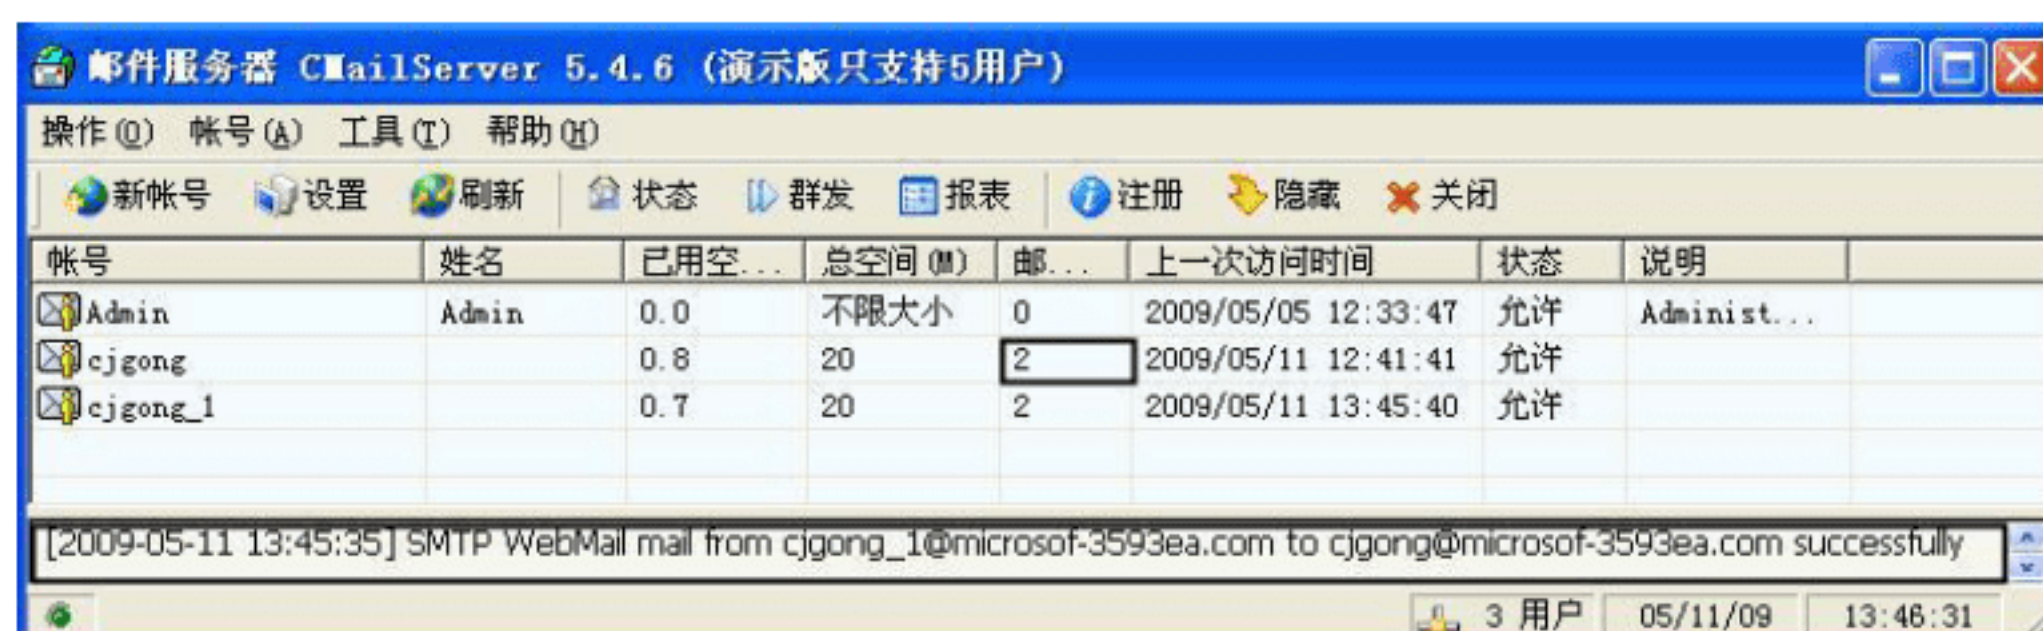 邮件服务器 CMailServer 5.4.6 (演示版只支持5用户)
操作(O) 帐号(A) 工具(T) 帮助(H)
新帐号 设置 刷新 状态 群发 报表 注册 隐藏 关闭
帐号 姓名 已用空... 总空间(M) 邮... 上一次访问时间 状态 说明
Admin Admin 0.0 不限大小 0 2009/05/05 12:33:47 允许 Administ...
cjgong 0.8 20 2 2009/05/11 12:41:41 允许
cjgong_1 0.7 20 2 2009/05/11 13:45:40 允许
[2009-05-11 13:45:35] SMTP WebMail mail from cjgong_1@microsof-3593ea.com to cjgong@microsof-3593ea.com successfully
3 用户 05/11/09 13:46:31